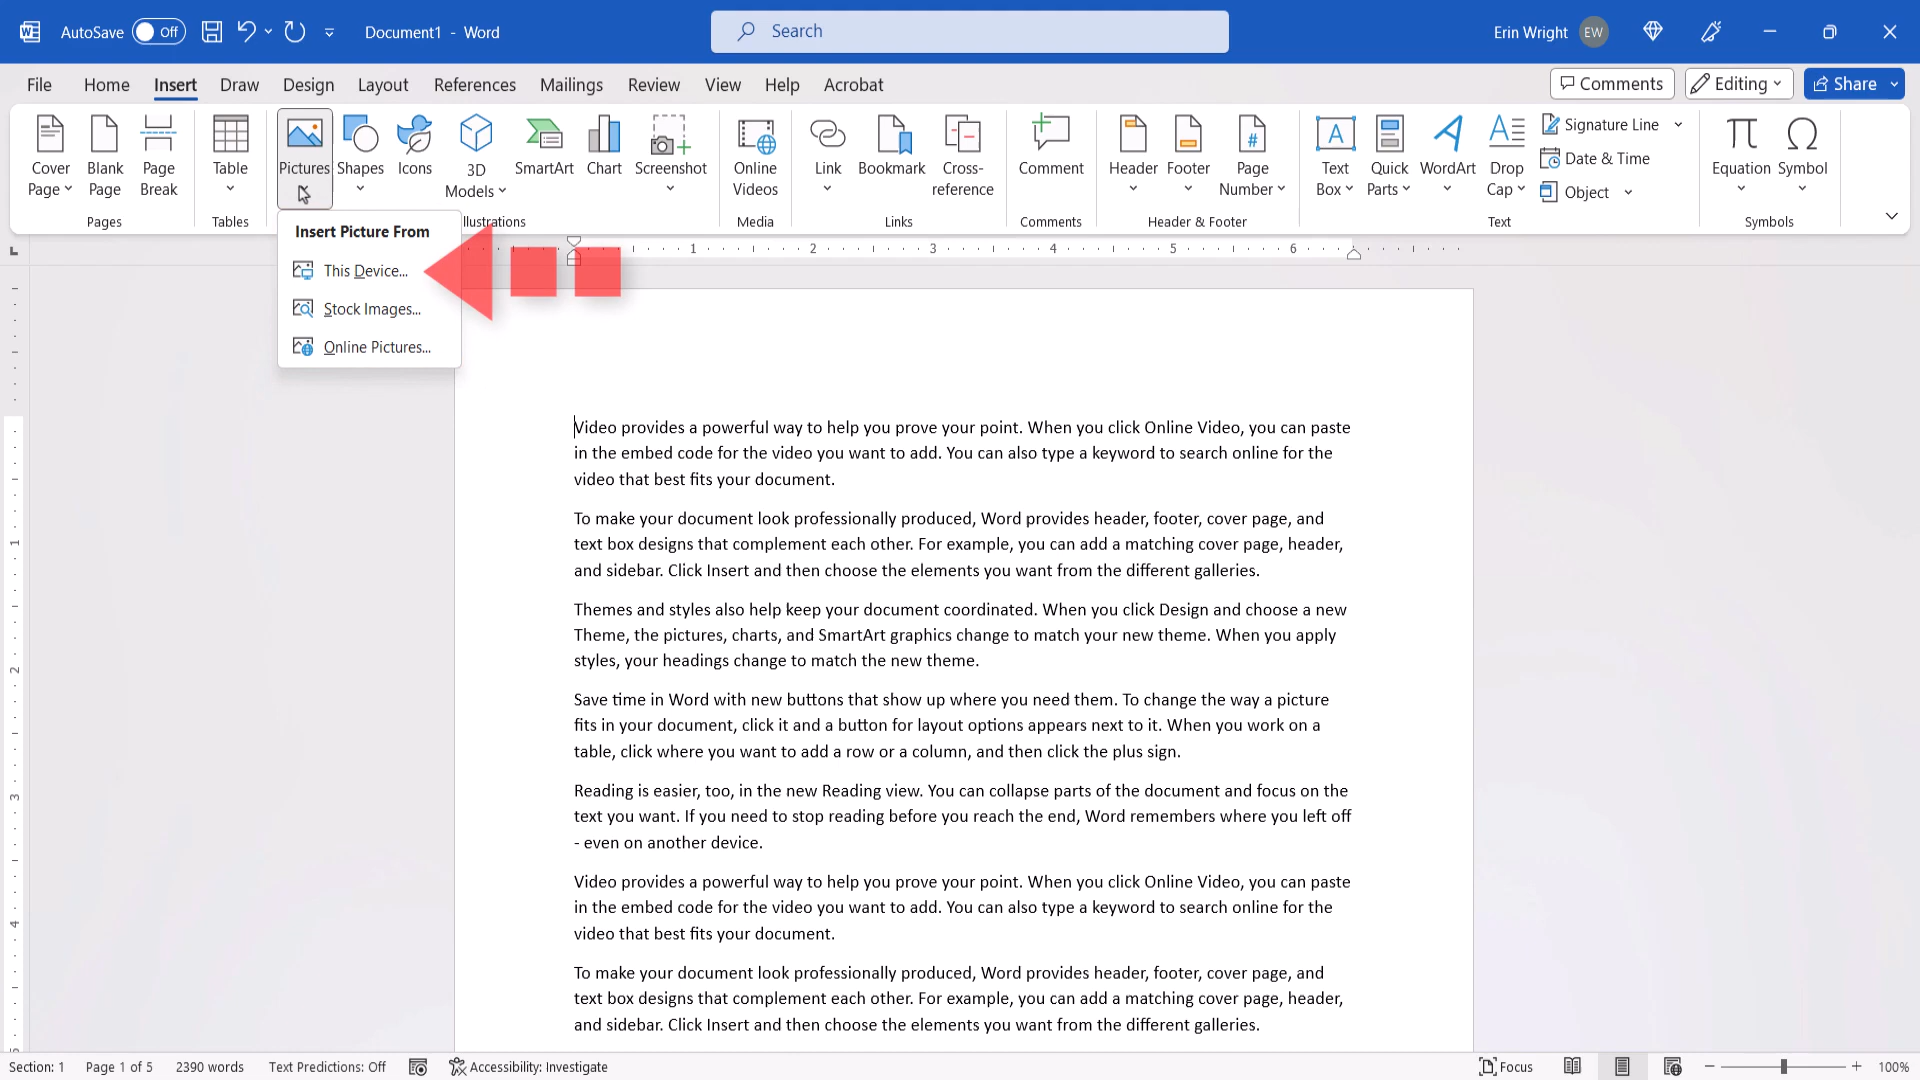 AutoSave Off Document1 - Word Search Erin Wright EW
File Home Insert Draw Design Layout References Mailings Review View Help Acrobat Comments Editing Share
Cover Page
Blank Page
Page Break
Pages
Table
Tables
Pictures
Shapes
Icons
3D Models
SmartArt
Chart
Screenshot
llustrations
Online Videos
Media
Link
Bookmark
Cross-reference
Links
Comment
Comments
Header
Footer
Page Number
Header & Footer
Text Box
Quick Parts
WordArt
Drop Cap
Signature Line
Date & Time
Object
Text
Equation
Symbol
Symbols
Insert Picture From
This Device...
Stock Images...
Online Pictures...
1 2 3 4 5 6
1
2
3
4
Video provides a powerful way to help you prove your point. When you click Online Video, you can paste
in the embed code for the video you want to add. You can also type a keyword to search online for the
video that best fits your document.
To make your document look professionally produced, Word provides header, footer, cover page, and
text box designs that complement each other. For example, you can add a matching cover page, header,
and sidebar. Click Insert and then choose the elements you want from the different galleries.
Themes and styles also help keep your document coordinated. When you click Design and choose a new
Theme, the pictures, charts, and SmartArt graphics change to match your new theme. When you apply
styles, your headings change to match the new theme.
Save time in Word with new buttons that show up where you need them. To change the way a picture
fits in your document, click it and a button for layout options appears next to it. When you work on a
table, click where you want to add a row or a column, and then click the plus sign.
Reading is easier, too, in the new Reading view. You can collapse parts of the document and focus on the
text you want. If you need to stop reading before you reach the end, Word remembers where you left off
- even on another device.
Video provides a powerful way to help you prove your point. When you click Online Video, you can paste
in the embed code for the video you want to add. You can also type a keyword to search online for the
video that best fits your document.
To make your document look professionally produced, Word provides header, footer, cover page, and
text box designs that complement each other. For example, you can add a matching cover page, header,
and sidebar. Click Insert and then choose the elements you want from the different galleries.
Section: 1 Page 1 of 5 2390 words Text Predictions: Off Accessibility: Investigate Focus 100%